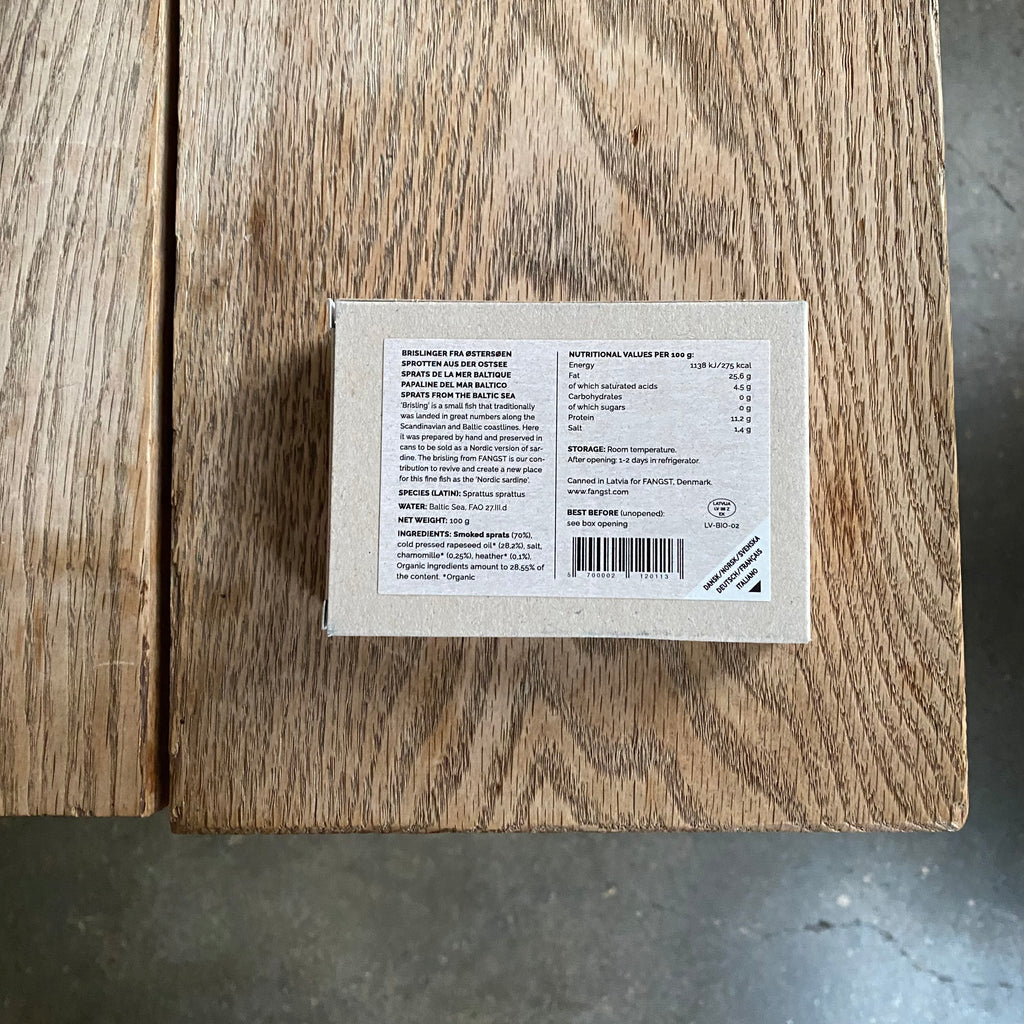 BRISLINGER FRA ØSTERSØEN
SPROTTEN AUS DER OSTSEE
SPRATS DE LA MER BALTIQUE
PAPALINE DEL MAR BALTICO
SPRATS FROM THE BALTIC SEA
'Brisling' is a small fish that traditionally
was landed in great numbers along the
Scandinavian and Baltic coastlines. Here
it was prepared by hand and preserved in
cans to be sold as a Nordic version of sar-
dine. The brisling from FANGST is our con-
tribution to revive and create a new place
for this fine fish as the 'Nordic sardine'.
SPECIES (LATIN): Sprattus sprattus
WATER: Baltic Sea, FAO 27.III.d
NET WEIGHT: 100 g
INGREDIENTS: Smoked sprats (70%),
cold pressed rapeseed oil* (28,2%), salt,
chamomille* (0,25%), heather* (0,1%).
Organic ingredients amount to 28.55% of
the content. *Organic
NUTRITIONAL VALUES PER 100 g:
Energy 1138 kJ/275 kcal
Fat 25,6 g
of which saturated acids 4,5 g
Carbohydrates 0 g
of which sugars 0 g
Protein 11,2 g
Salt 1,4 g
STORAGE: Room temperature.
After opening: 1-2 days in refrigerator.
Canned in Latvia for FANGST, Denmark.
www.fangst.com
BEST BEFORE (unopened):
see box opening
LATVIJA
EK
LV-BIO-02
5 700002 120113
DANSK/NORSK/SVENSKA
DEUTSCH/FRANÇAIS
ITALIANO